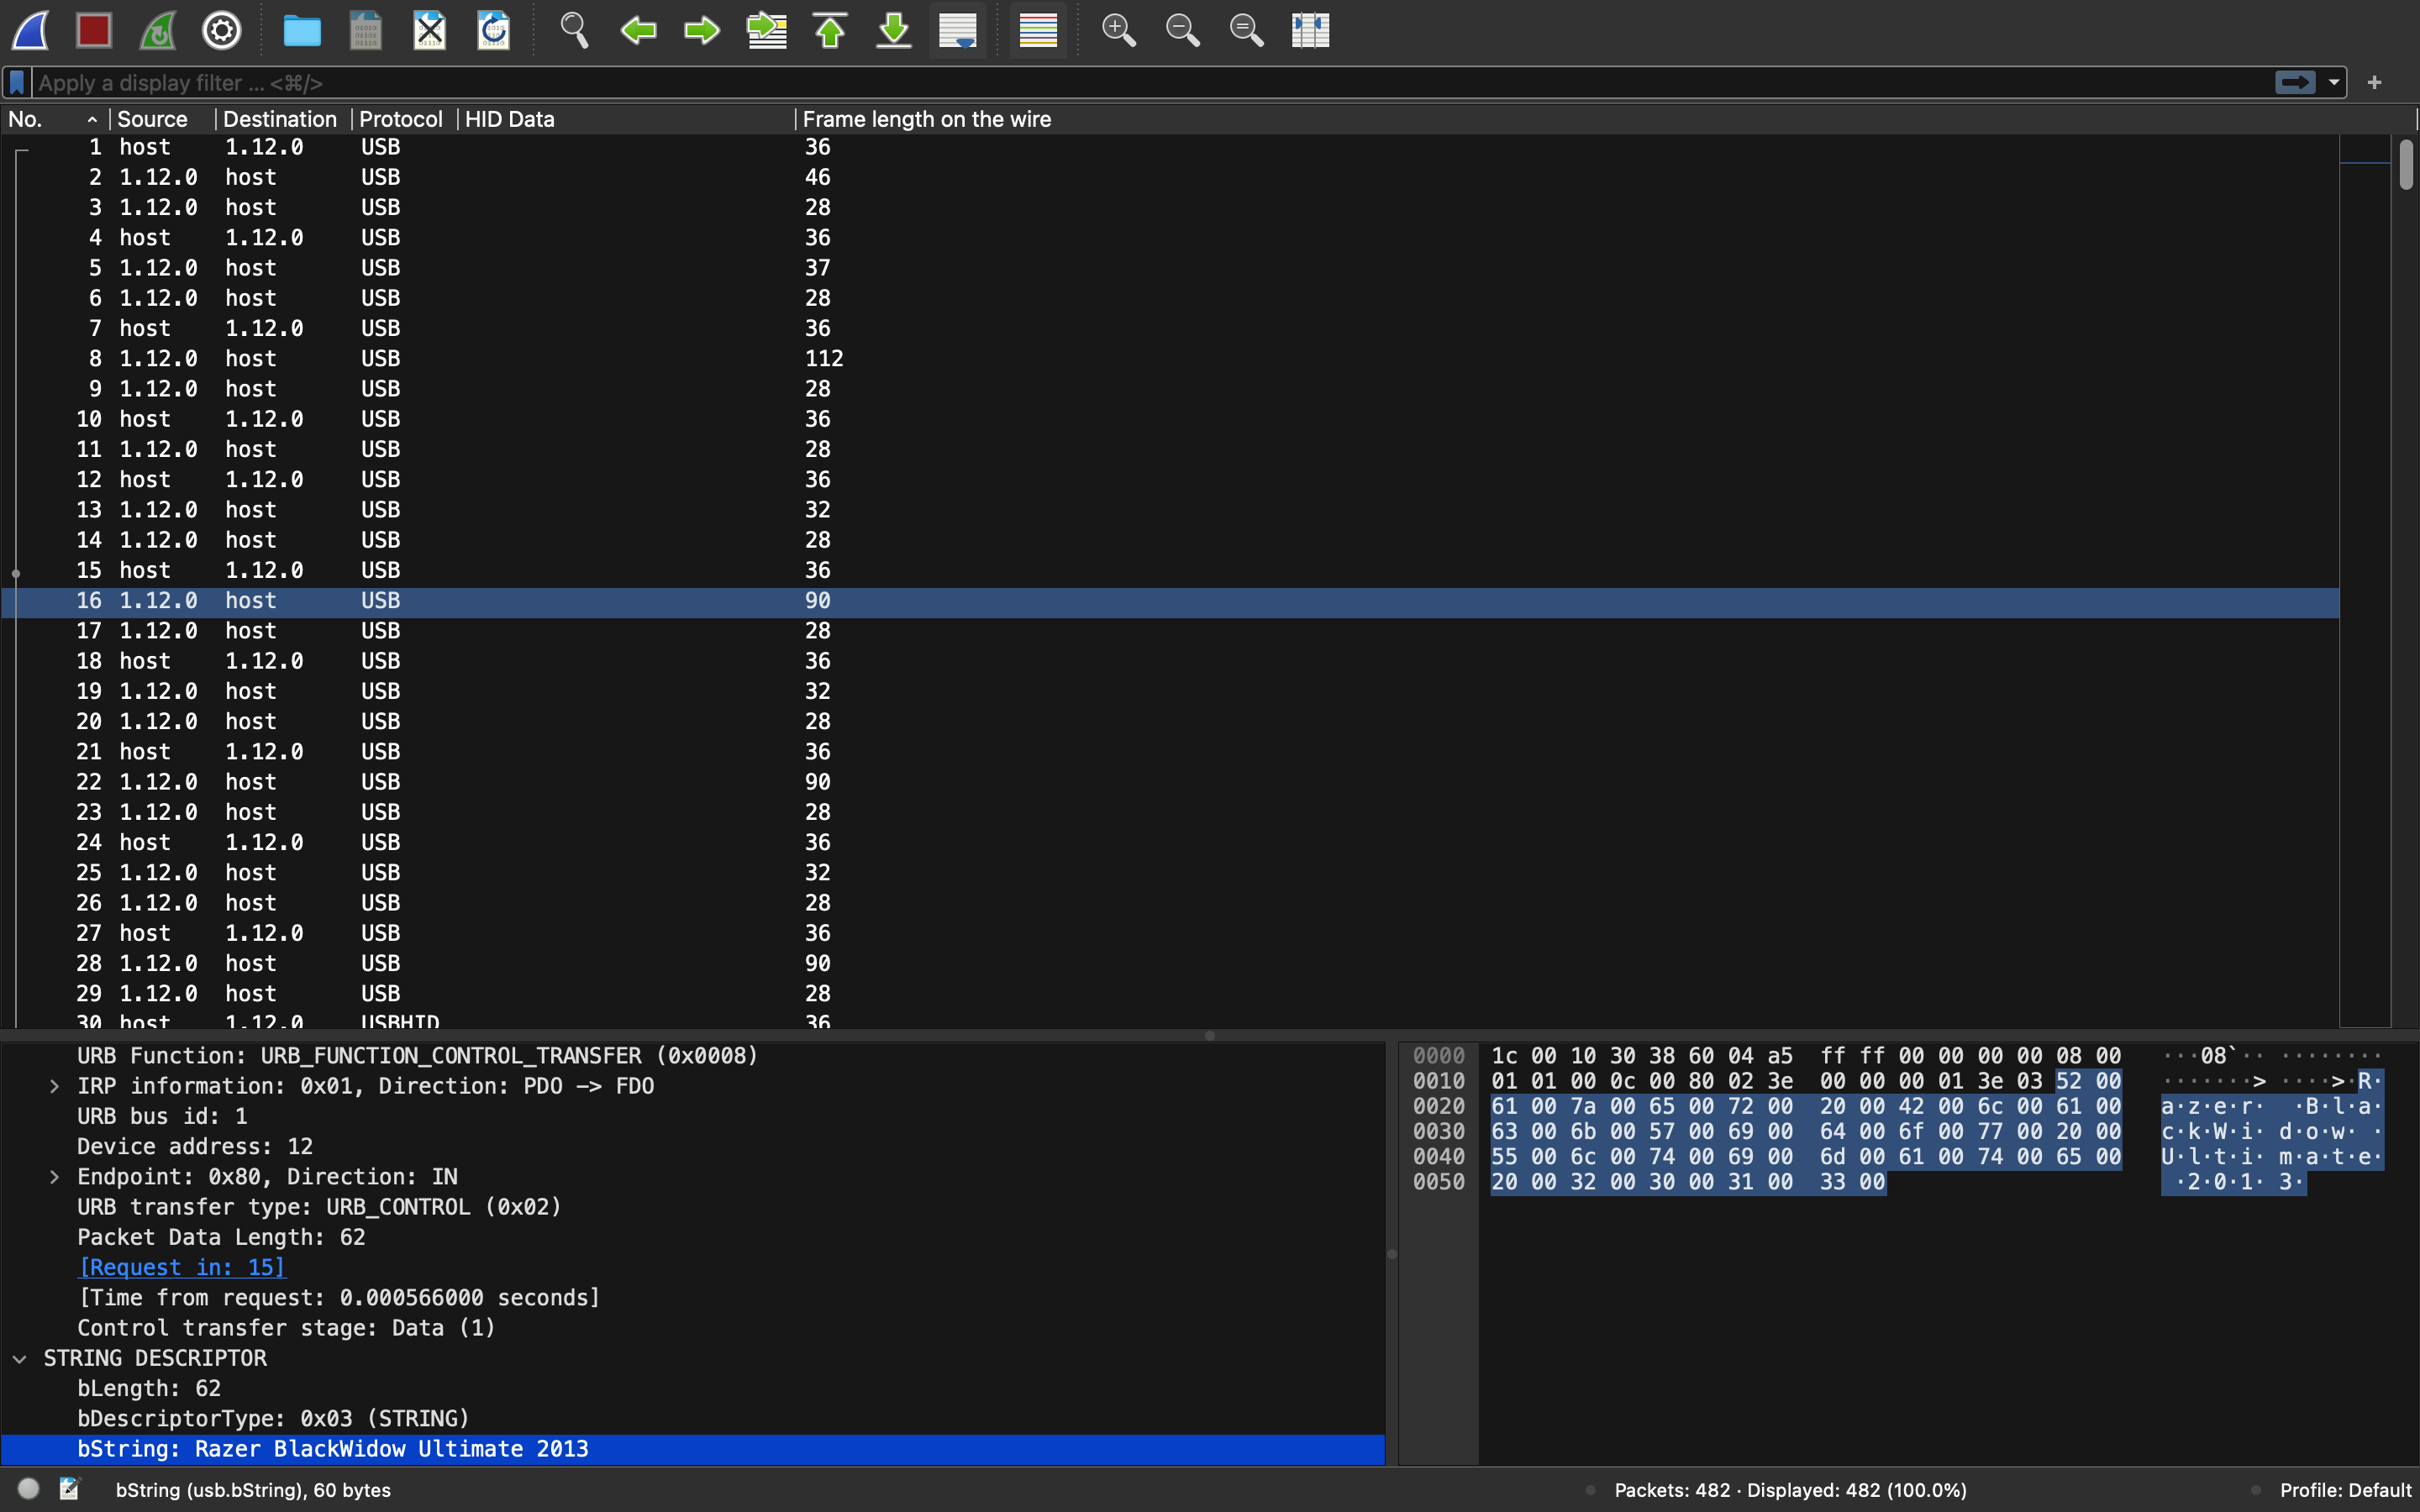 Apply a display filter ... <⌘/>
No. Source Destination Protocol HID Data Frame length on the wire
1 host 1.12.0 USB 36
2 1.12.0 host USB 46
3 1.12.0 host USB 28
4 host 1.12.0 USB 36
5 1.12.0 host USB 37
6 1.12.0 host USB 28
7 host 1.12.0 USB 36
8 1.12.0 host USB 112
9 1.12.0 host USB 28
10 host 1.12.0 USB 36
11 1.12.0 host USB 28
12 host 1.12.0 USB 36
13 1.12.0 host USB 32
14 1.12.0 host USB 28
15 host 1.12.0 USB 36
16 1.12.0 host USB 90
17 1.12.0 host USB 28
18 host 1.12.0 USB 36
19 1.12.0 host USB 32
20 1.12.0 host USB 28
21 host 1.12.0 USB 36
22 1.12.0 host USB 90
23 1.12.0 host USB 28
24 host 1.12.0 USB 36
25 1.12.0 host USB 32
26 1.12.0 host USB 28
27 host 1.12.0 USB 36
28 1.12.0 host USB 90
29 1.12.0 host USB 28
30 host 1.12.0 USBHID 36
URB Function: URB_FUNCTION_CONTROL_TRANSFER (0x0008)
IRP information: 0x01, Direction: PDO -> FDO
URB bus id: 1
Device address: 12
Endpoint: 0x80, Direction: IN
URB transfer type: URB_CONTROL (0x02)
Packet Data Length: 62
[Request in: 15]
[Time from request: 0.000566000 seconds]
Control transfer stage: Data (1)
STRING DESCRIPTOR
bLength: 62
bDescriptorType: 0x03 (STRING)
bString: Razer BlackWidow Ultimate 2013
0000 1c 00 10 30 38 60 04 a5 ff ff 00 00 00 00 08 00 ···08`·· ········
0010 01 01 00 0c 00 80 02 3e 00 00 00 01 3e 03 52 00 ·······> ····>·R·
0020 61 00 7a 00 65 00 72 00 20 00 42 00 6c 00 61 00 a·z·e·r· ·B·l·a·
0030 63 00 6b 00 57 00 69 00 64 00 6f 00 77 00 20 00 c·k·W·i· d·o·w· ·
0040 55 00 6c 00 74 00 69 00 6d 00 61 00 74 00 65 00 U·l·t·i· m·a·t·e·
0050 20 00 32 00 30 00 31 00 33 00 ·2·0·1· 3·
bString (usb.bString), 60 bytes
Packets: 482 · Displayed: 482 (100.0%)
Profile: Default